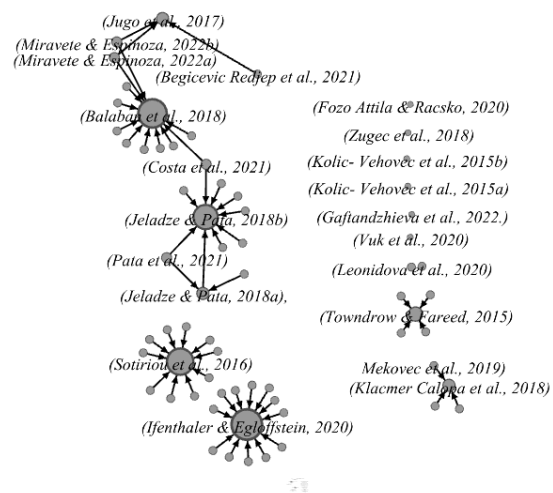 (Jugo et al., 2017)
(Miravete & Espinoza, 2022b)
(Miravete & Espinoza, 2022a)
(Begicevic Redjep et al., 2021)
(Balaban et al., 2018)
(Fozo Attila & Racsko, 2020)
(Zugec et al., 2018)
(Costa et al., 2021)
(Kolic- Vehovec et al., 2015b)
(Kolic- Vehovec et al., 2015a)
(Jeladze & Pata, 2018b)
(Gaftandzhieva et al., 2022.)
(Vuk et al., 2020)
(Pata et al., 2021)
(Leonidova et al., 2020)
(Jeladze & Pata, 2018a),
(Towndrow & Fareed, 2015)
(Sotiriou et al., 2016)
Mekovec et al., 2019)
(Klacmer Calopa et al., 2018)
(Ifenthaler & Egloffstein, 2020)